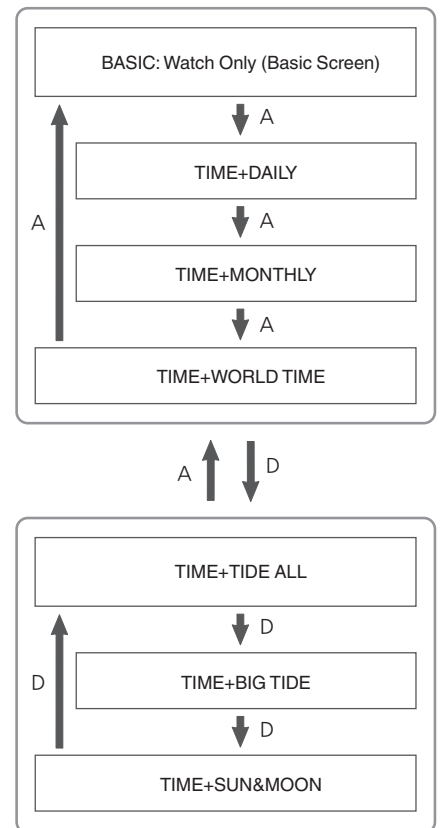 BASIC: Watch Only (Basic Screen)
A
TIME+DAILY
A
A
TIME+MONTHLY
A
TIME+WORLD TIME
A
D
TIME+TIDE ALL
D
TIME+BIG TIDE
D
D
TIME+SUN&MOON